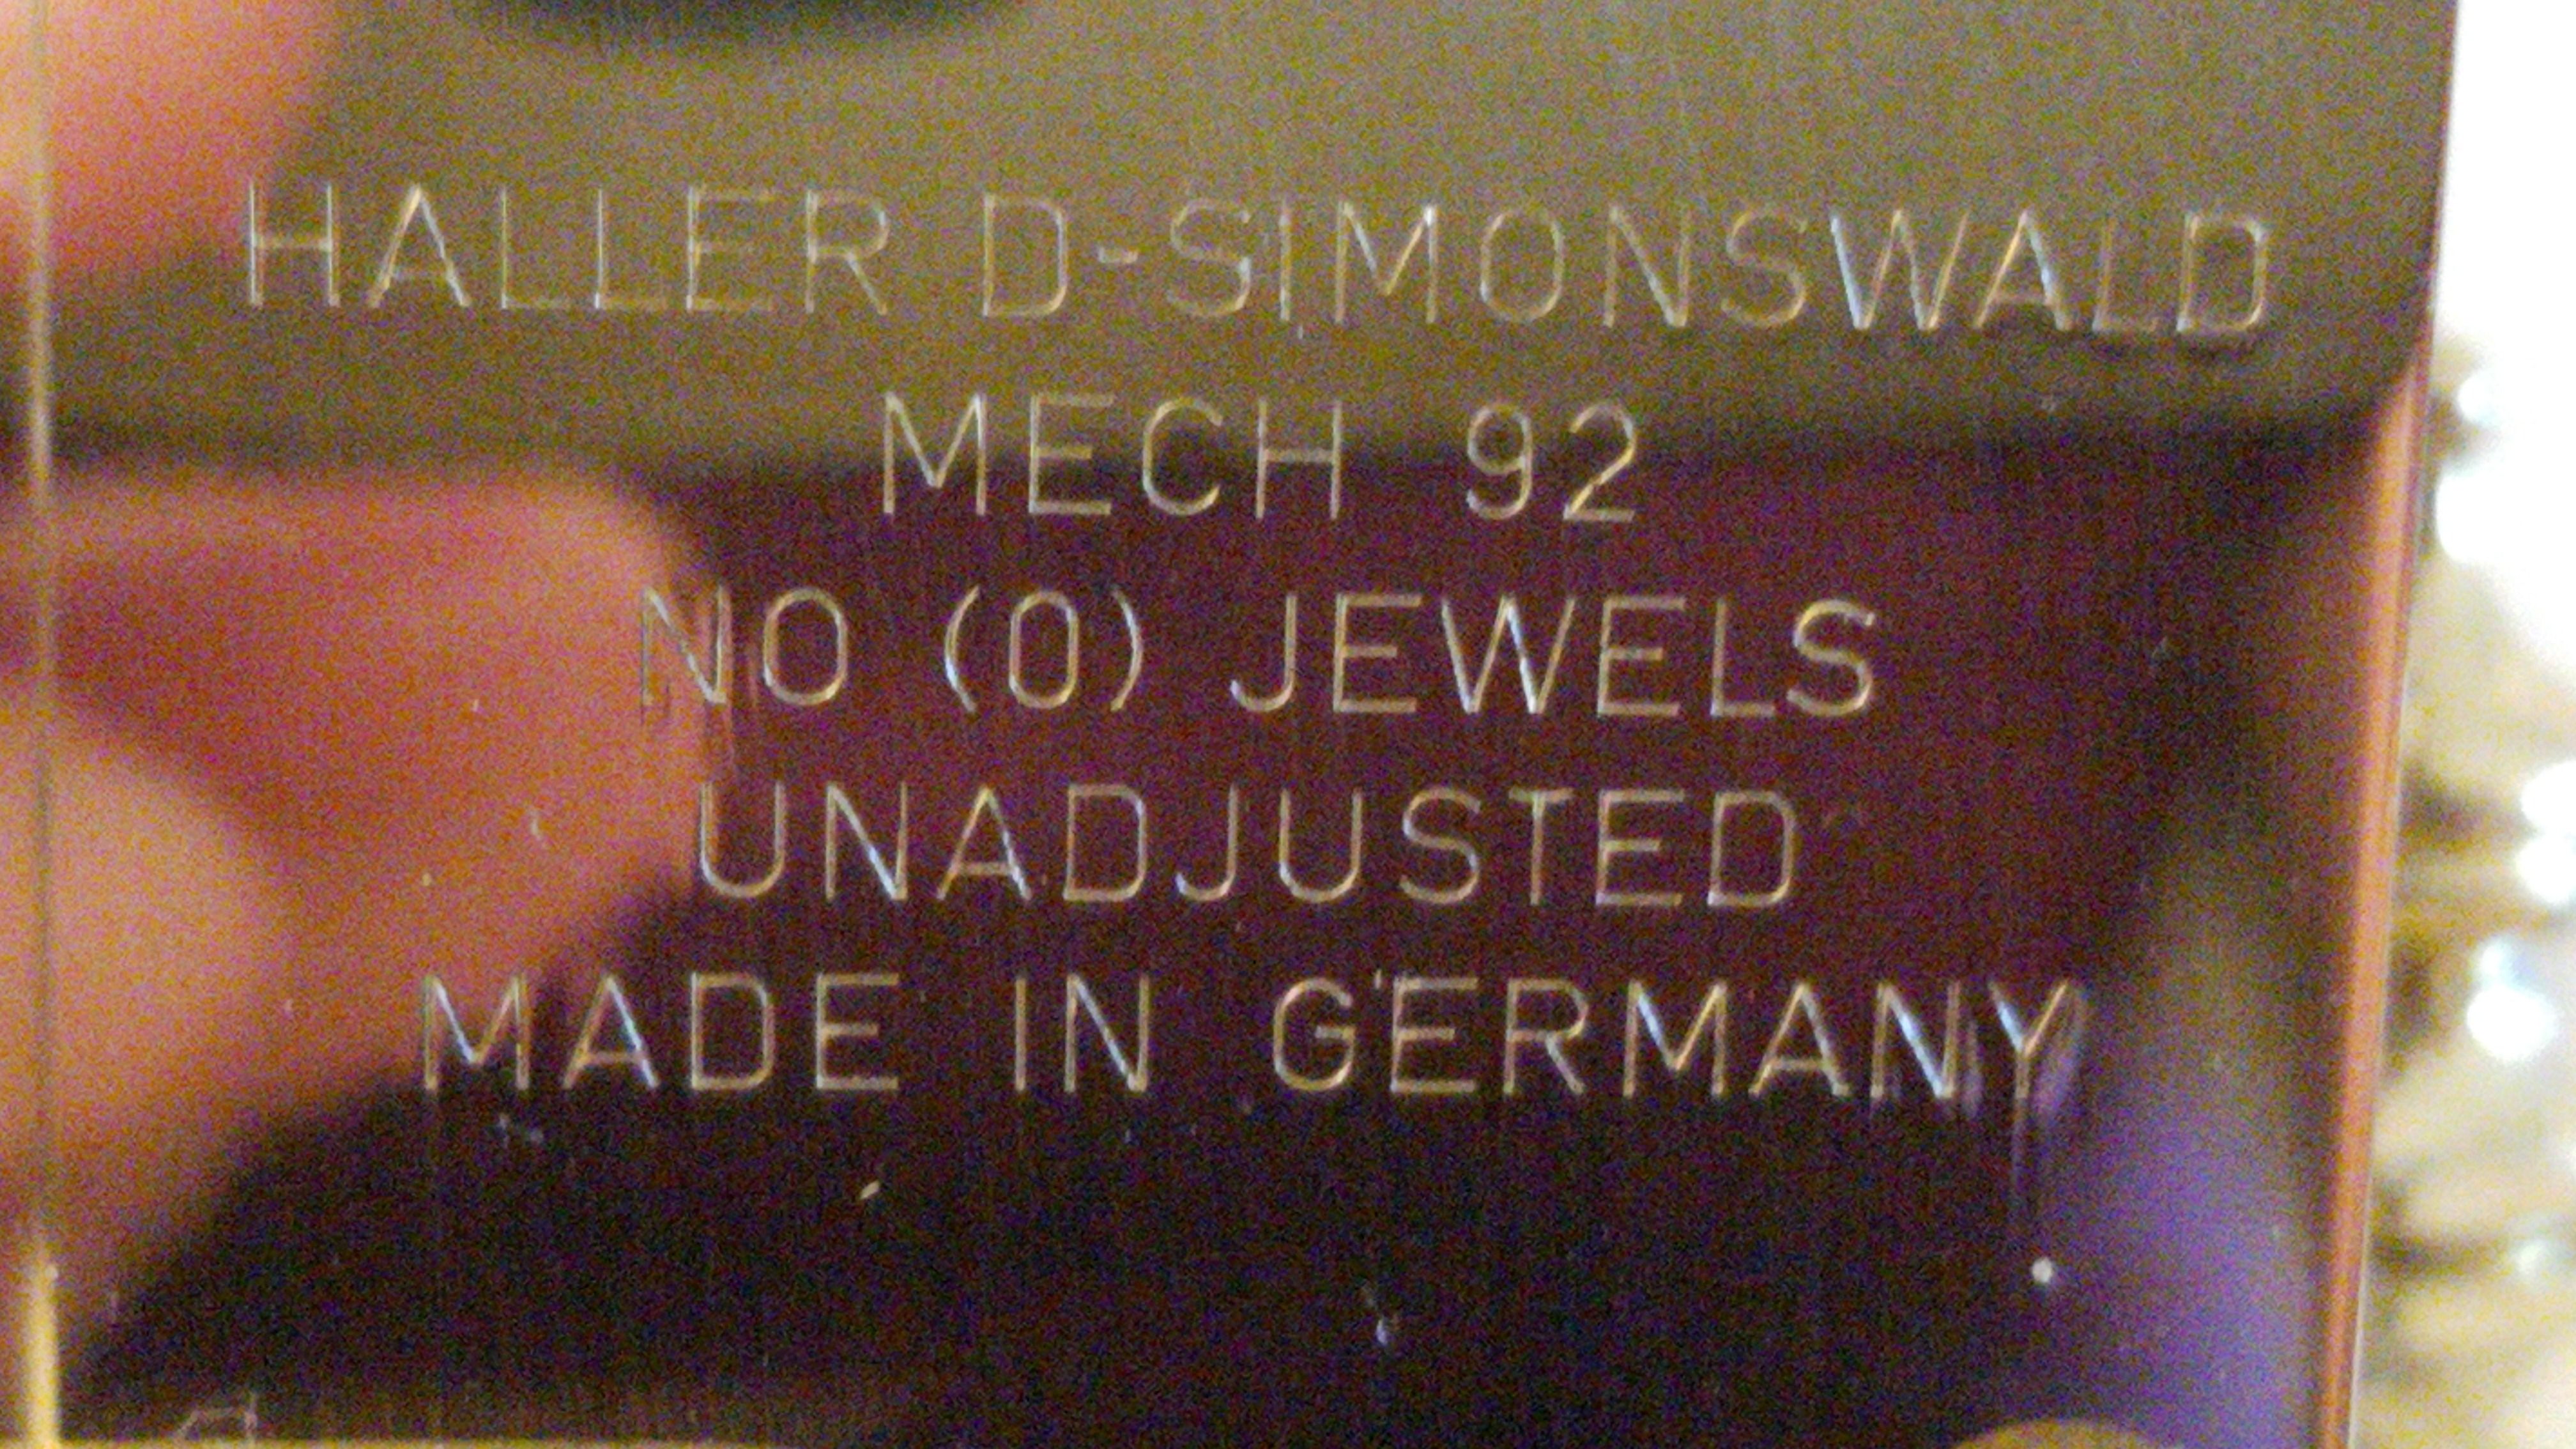 HALLER D-SIMONSWALD
MECH 92
NO (0) JEWELS
UNADJUSTED
MADE IN GERMANY